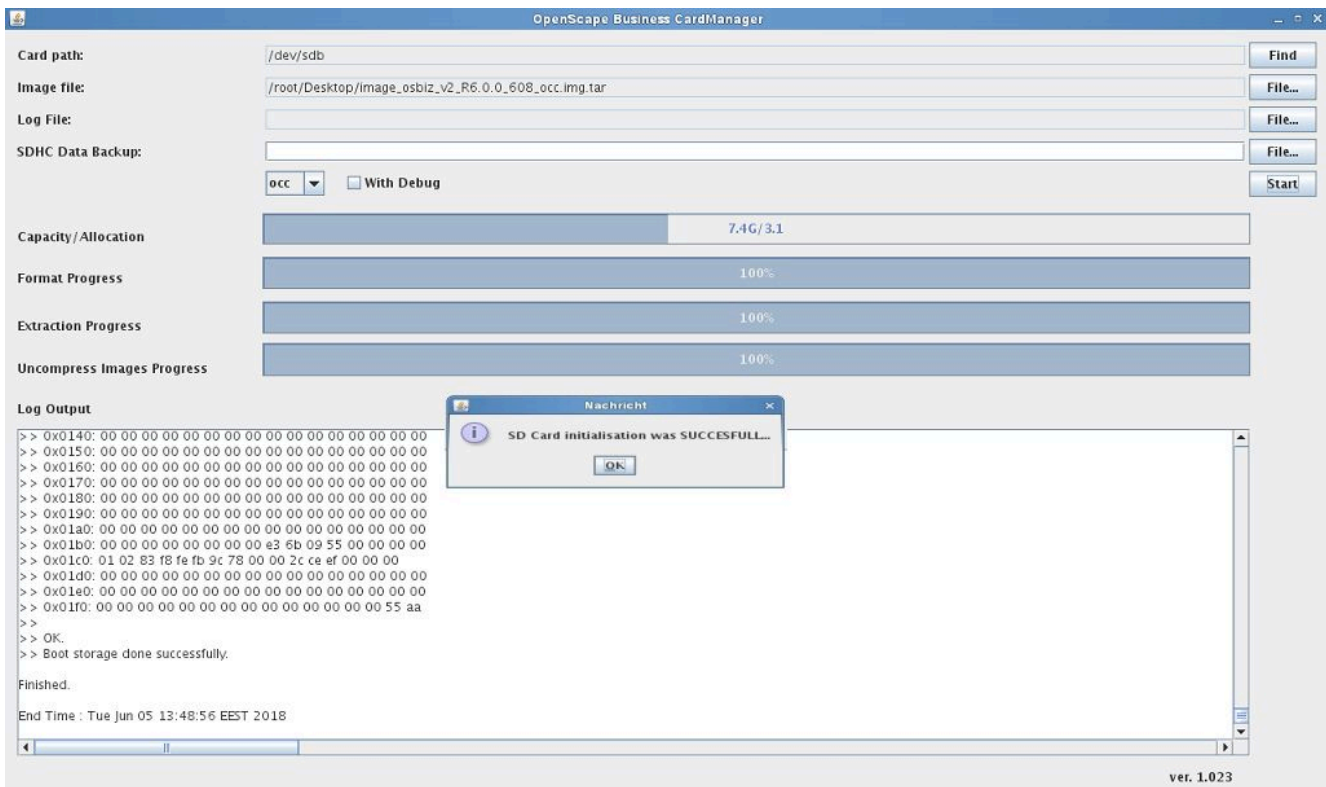 OpenScape Business CardManager
Card path: /dev/sdb Find
Image file: /root/Desktop/image_osbiz_v2_R6.0.0_608_occ.img.tar File...
Log File: File...
SDHC Data Backup: File...
occ With Debug Start
Capacity/Allocation 7.4G/3.1
Format Progress 100%
Extraction Progress 100%
Uncompress Images Progress 100%
Log Output
Nachricht
SD Card initialisation was SUCCESFULL...
OK
>> 0x0140: 00 00 00 00 00 00 00 00 00 00 00 00 00 00 00 00
>> 0x0150: 00 00 00 00 00 00 00 00 00 00 00 00 00 00 00 00
>> 0x0160: 00 00 00 00 00 00 00 00 00 00 00 00 00 00 00 00
>> 0x0170: 00 00 00 00 00 00 00 00 00 00 00 00 00 00 00 00
>> 0x0180: 00 00 00 00 00 00 00 00 00 00 00 00 00 00 00 00
>> 0x0190: 00 00 00 00 00 00 00 00 00 00 00 00 00 00 00 00
>> 0x01a0: 00 00 00 00 00 00 00 00 00 00 00 00 00 00 00 00
>> 0x01b0: 00 00 00 00 00 00 00 00 e3 6b 09 55 00 00 00 00
>> 0x01c0: 01 02 83 f8 fe fb 9c 78 00 00 2c ce ef 00 00 00
>> 0x01d0: 00 00 00 00 00 00 00 00 00 00 00 00 00 00 00 00
>> 0x01e0: 00 00 00 00 00 00 00 00 00 00 00 00 00 00 00 00
>> 0x01f0: 00 00 00 00 00 00 00 00 00 00 00 00 00 00 55 aa
>>
>> OK.
>> Boot storage done successfully.
Finished.
End Time : Tue Jun 05 13:48:56 EEST 2018
ver. 1.023